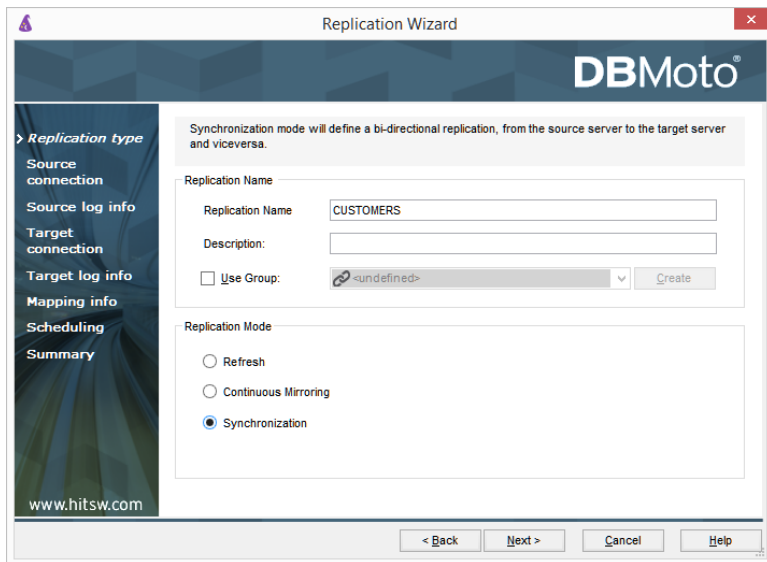 Replication Wizard
DBMoto®
Replication type
Source
connection
Source log info
Target
connection
Target log info
Mapping info
Scheduling
Summary
www.hitsw.com
Synchronization mode will define a bi-directional replication, from the source server to the target server
and viceversa.
Replication Name
Replication Name CUSTOMERS
Description:
Use Group: <undefined> Create
Replication Mode
Refresh
Continuous Mirroring
Synchronization
< Back Next > Cancel Help